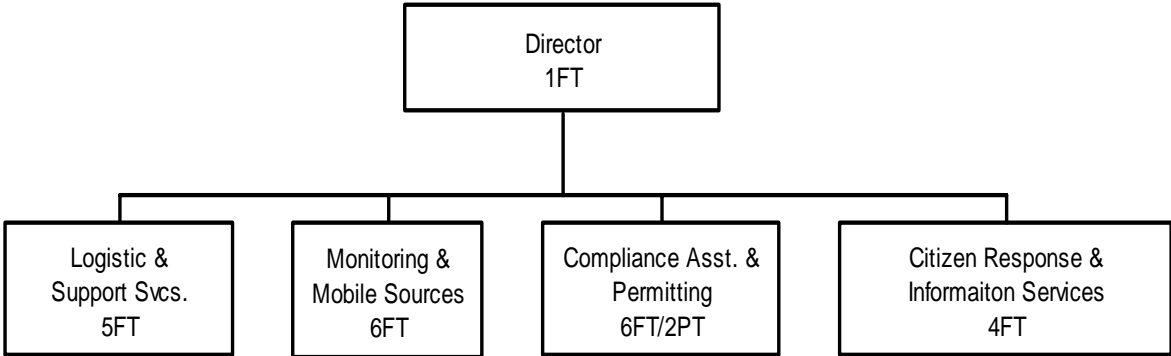 Director
1FT
Logistic &
Support Svcs.
5FT
Monitoring &
Mobile Sources
6FT
Compliance Asst. &
Permitting
6FT/2PT
Citizen Response &
Informaiton Services
4FT